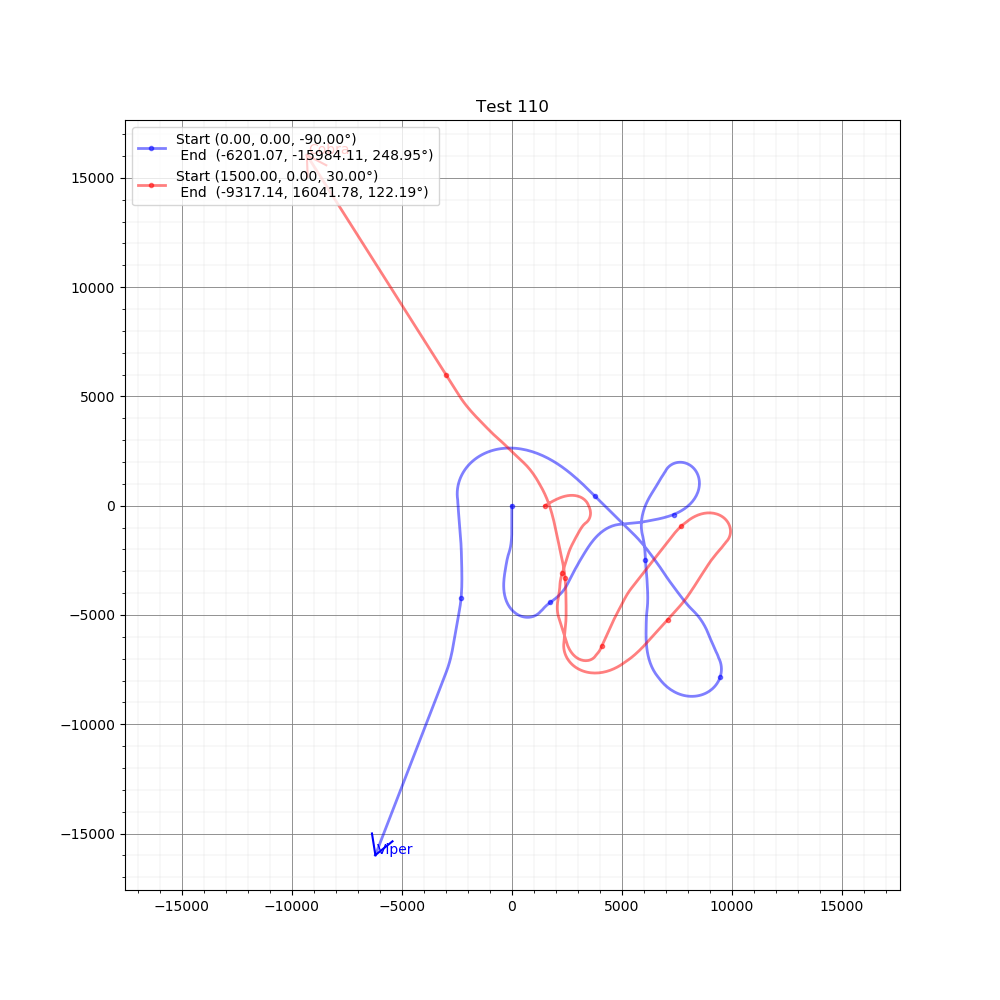 Test 110
Start (0.00, 0.00, -90.00°)
End (-6201.07, -15984.11, 248.95°)
Start (1500.00, 0.00, 30.00°)
End (-9317.14, 16041.78, 122.19°)
15000
10000
5000
0
−5000
−10000
−15000
Viper
−15000 −10000 −5000 0 5000 10000 15000